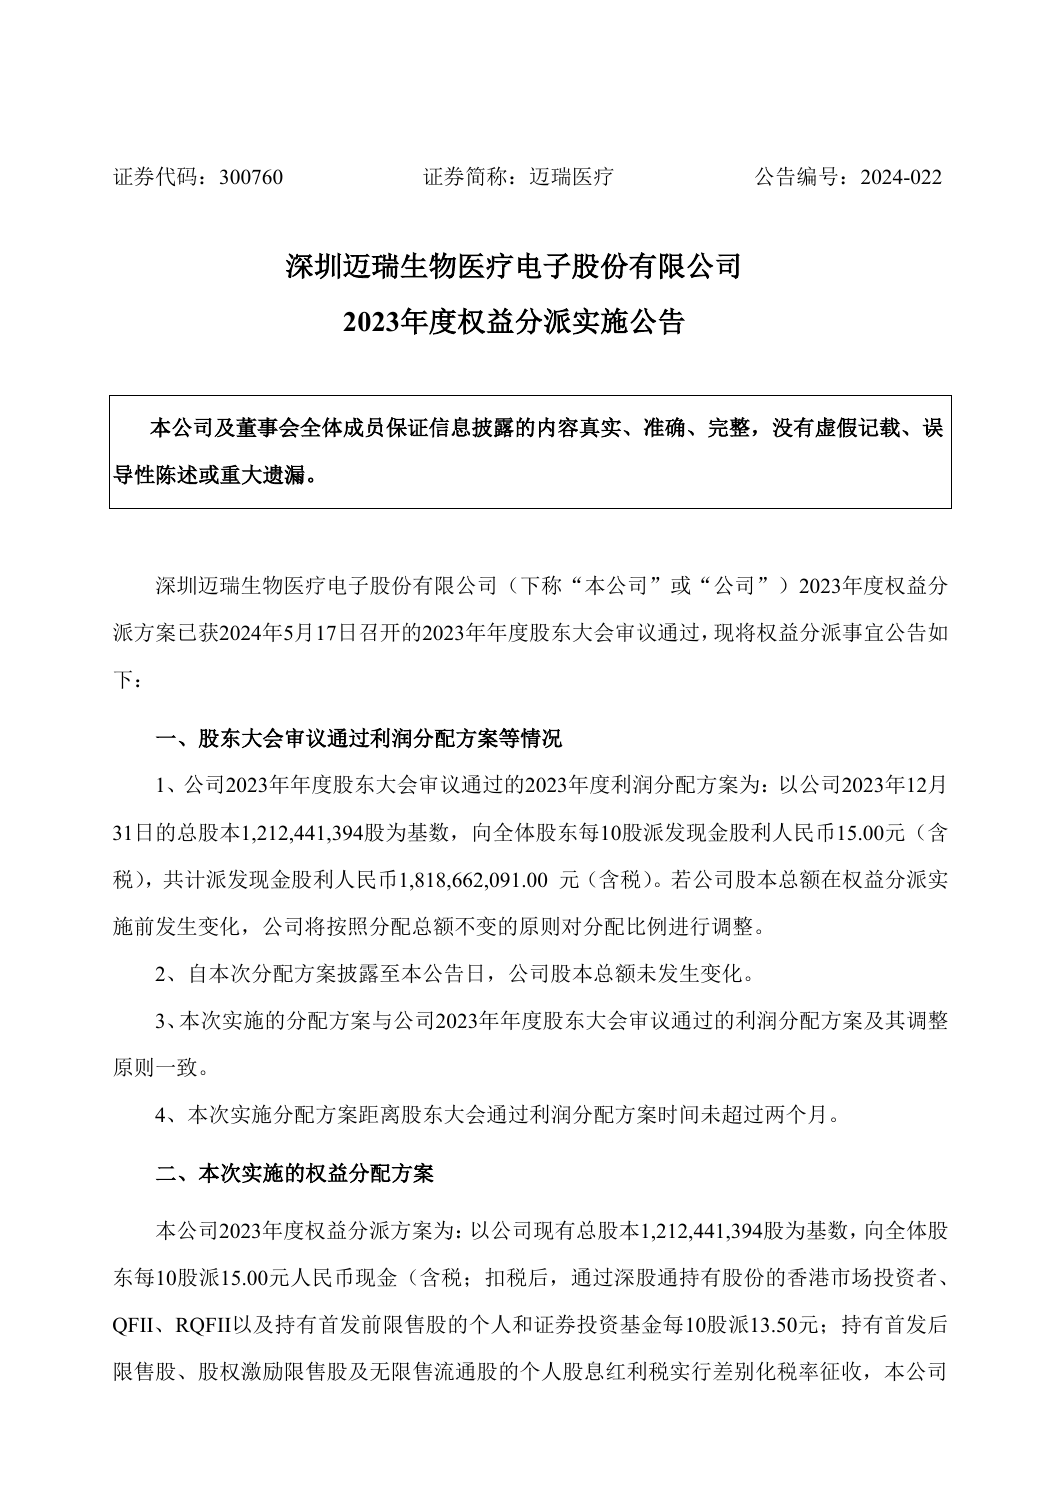 证券代码：300760 证券简称：迈瑞医疗 公告编号：2024-022
深圳迈瑞生物医疗电子股份有限公司
2023年度权益分派实施公告
本公司及董事会全体成员保证信息披露的内容真实、准确、完整，没有虚假记载、误
导性陈述或重大遗漏。
深圳迈瑞生物医疗电子股份有限公司（下称“本公司”或“公司”）2023年度权益分
派方案已获2024年5月17日召开的2023年年度股东大会审议通过，现将权益分派事宜公告如
下：
一、股东大会审议通过利润分配方案等情况
1、公司2023年年度股东大会审议通过的2023年度利润分配方案为：以公司2023年12月
31日的总股本1,212,441,394股为基数，向全体股东每10股派发现金股利人民币15.00元（含
税），共计派发现金股利人民币1,818,662,091.00 元（含税）。若公司股本总额在权益分派实
施前发生变化，公司将按照分配总额不变的原则对分配比例进行调整。
2、自本次分配方案披露至本公告日，公司股本总额未发生变化。
3、本次实施的分配方案与公司2023年年度股东大会审议通过的利润分配方案及其调整
原则一致。
4、本次实施分配方案距离股东大会通过利润分配方案时间未超过两个月。
二、本次实施的权益分配方案
本公司2023年度权益分派方案为：以公司现有总股本1,212,441,394股为基数，向全体股
东每10股派15.00元人民币现金（含税；扣税后，通过深股通持有股份的香港市场投资者、
QFII、RQFII以及持有首发前限售股的个人和证券投资基金每10股派13.50元；持有首发后
限售股、股权激励限售股及无限售流通股的个人股息红利税实行差别化税率征收，本公司